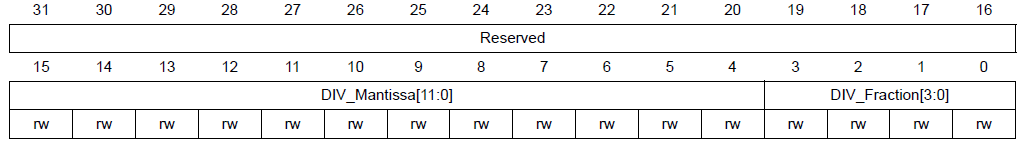 31 30 29 28 27 26 25 24 23 22 21 20 19 18 17 16
Reserved
15 14 13 12 11 10 9 8 7 6 5 4 3 2 1 0
DIV_Mantissa[11:0] DIV_Fraction[3:0]
rw rw rw rw rw rw rw rw rw rw rw rw rw rw rw rw